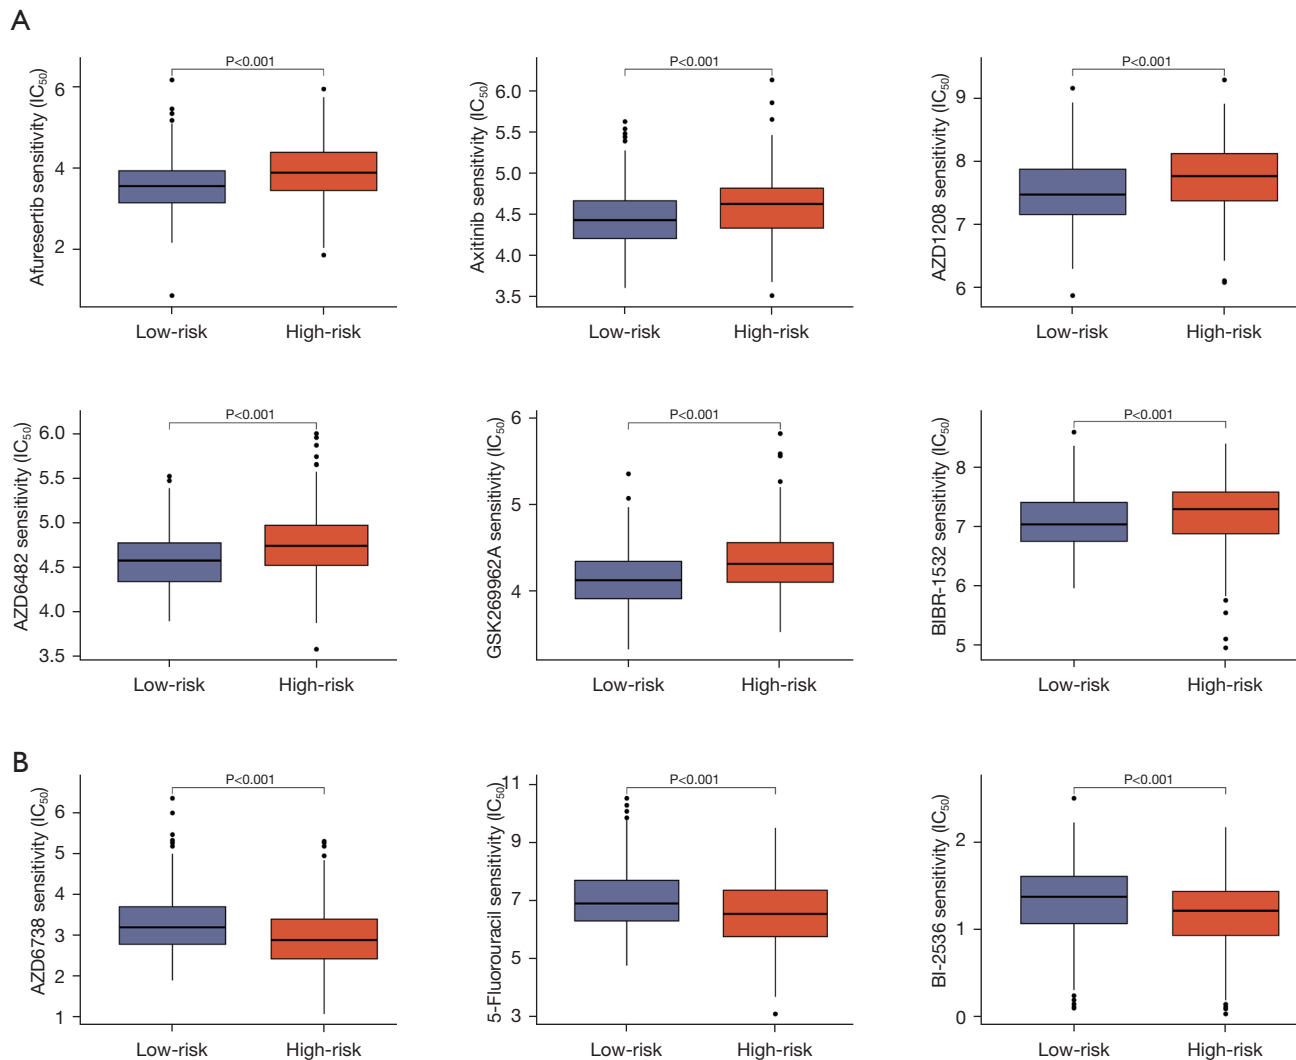 A
P<0.001
Afuresertib sensitivity (IC50)
6
4
2
Low-risk High-risk
P<0.001
Axitinib sensitivity (IC50)
6.0
5.5
5.0
4.5
4.0
3.5
Low-risk High-risk
P<0.001
AZD1208 sensitivity (IC50)
9
8
7
6
Low-risk High-risk
P<0.001
AZD6482 sensitivity (IC50)
6.0
5.5
5.0
4.5
4.0
3.5
Low-risk High-risk
P<0.001
GSK269962A sensitivity (IC50)
6
5
4
Low-risk High-risk
P<0.001
BIBR-1532 sensitivity (IC50)
8
7
6
5
Low-risk High-risk
B
P<0.001
AZD6738 sensitivity (IC50)
6
5
4
3
2
1
Low-risk High-risk
P<0.001
5-Fluorouracil sensitivity (IC50)
11
9
7
5
3
Low-risk High-risk
P<0.001
BI-2536 sensitivity (IC50)
2
1
0
Low-risk High-risk